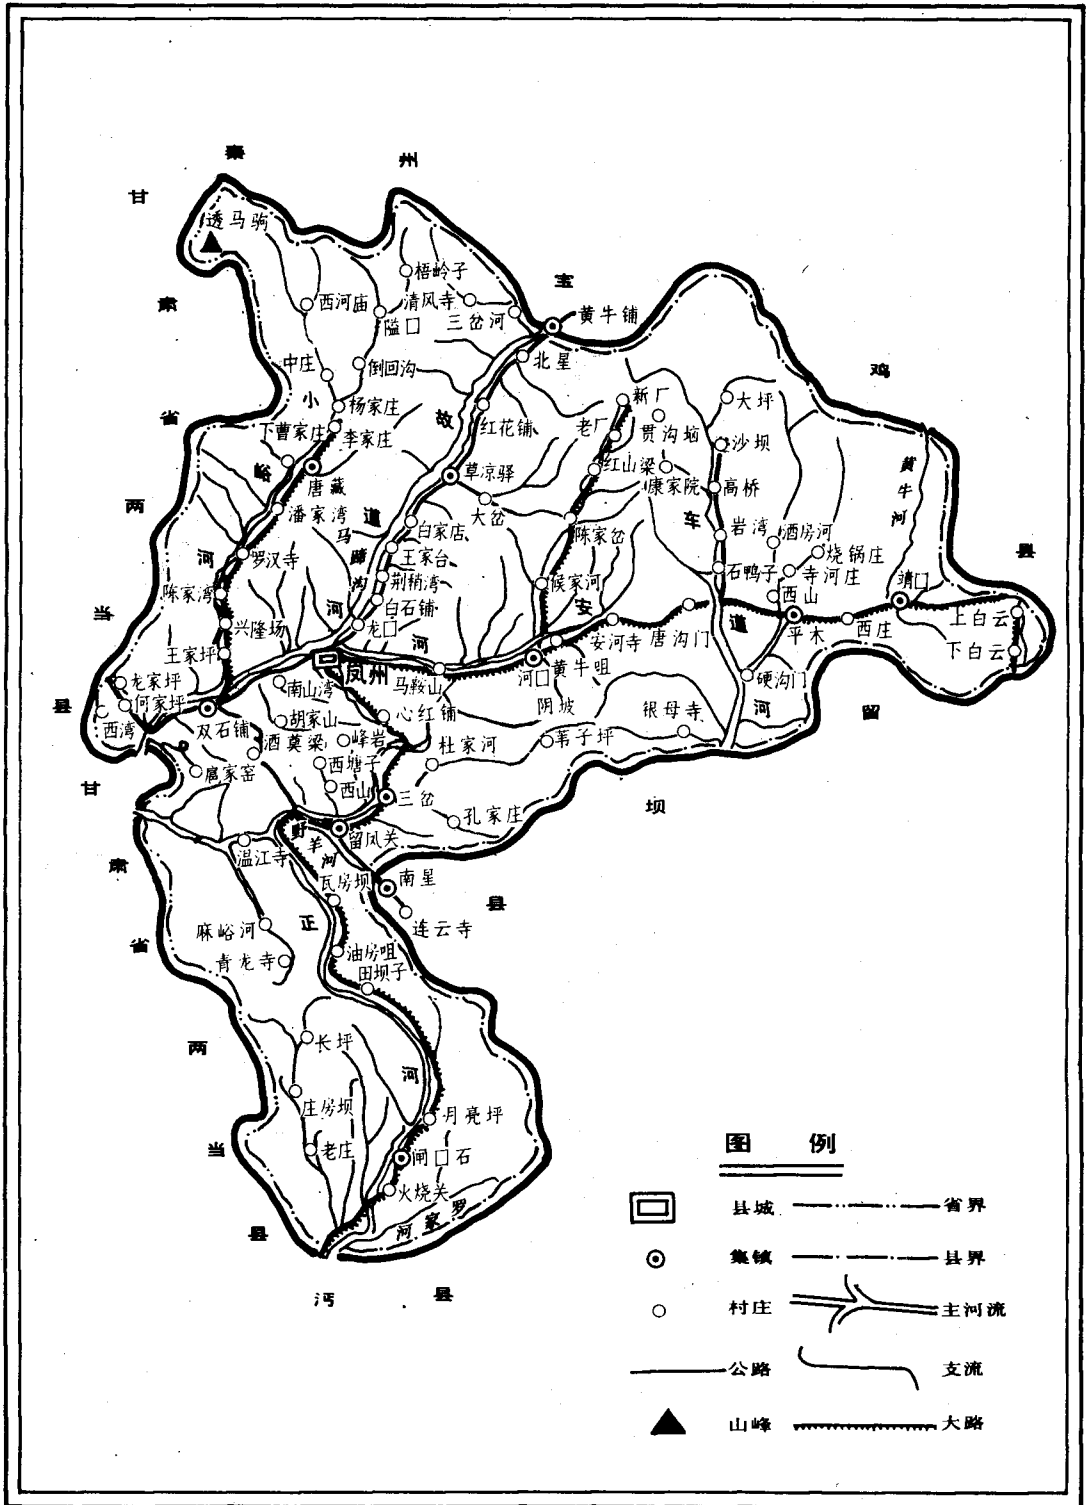 秦
州
甘
肃
省
两
当
县
宝
鸡
县
甘
肃
省
两
当
县
留
坝
县
沔
县
透马驹
梧岭子
西河庙
清风寺
隘口
三岔河
黄牛铺
北星
中庄
倒回沟
小
峪
河
杨家庄
下曹家庄
李家庄
唐藏
潘家湾
罗汉寺
陈家湾
兴隆场
王家坪
故
道
河
红花铺
草凉驿
大岔
白家店
马蹄沟
王家台
荆稍湾
白石铺
龙口
凤州
新厂
老厂
贯沟垴
红山梁
康家院
陈家岔
候家河
大坪
沙坝
高桥
车
道
河
岩湾
酒房河
烧锅庄
石鸭子
寺河庄
西山
黄牛河
靖口
平木
西庄
上白云
下白云
安
河
安河寺
唐沟门
马鞍山
河口
黄牛咀
阴坡
硬沟门
银母寺
苇子坪
龙家坪
何家坪
西湾
双石铺
南山湾
胡家山
心红铺
酒奠梁
峰岩
杜家河
扈家窑
西塘子
西山
三岔
孔家庄
野羊河
留凤关
温江寺
南星
瓦房坝
连云寺
麻峪河
青龙寺
正
河
油房咀
田坝子
长坪
庄房坝
老庄
月亮坪
闸口石
火烧关
河家罗
图 例
县城
省界
集镇
县界
村庄
主河流
公路
支流
山峰
大路